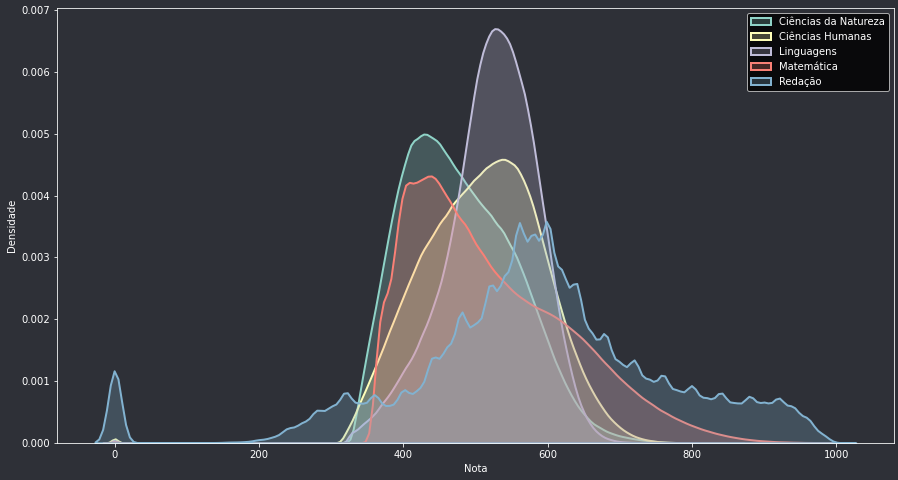 0.007
0.006
0.005
0.004
0.003
0.002
0.001
0.000
Densidade
0
200
400
600
800
1000
Nota
Ciências da Natureza
Ciências Humanas
Linguagens
Matemática
Redação